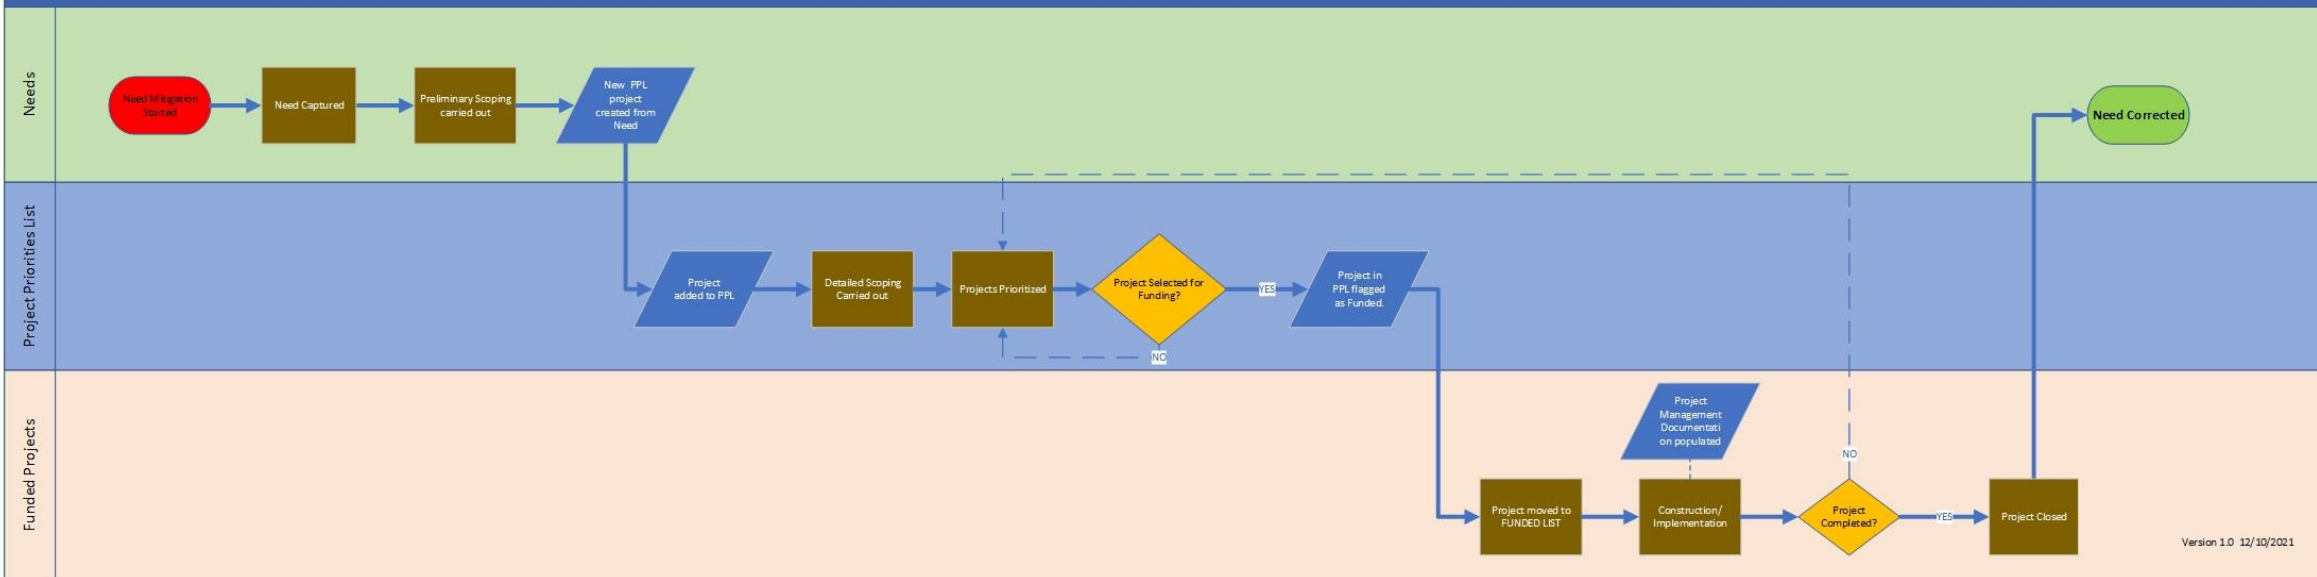 Needs
Need Mitigation
Started
Need Captured
Preliminary Scoping
carried out
New PPL
project
created from
Need
Need Corrected
Project Priorities List
Project
added to PPL
Detailed Scoping
Carried out
Projects Prioritized
Project Selected for
Funding?
YES
NO
Project in
PPL flagged
as Funded.
Funded Projects
Project moved to
FUNDED LIST
Project
Management
Documentati
on populated
Construction/
Implementation
Project
Completed?
NO
YES
Project Closed
Version 1.0 12/10/2021